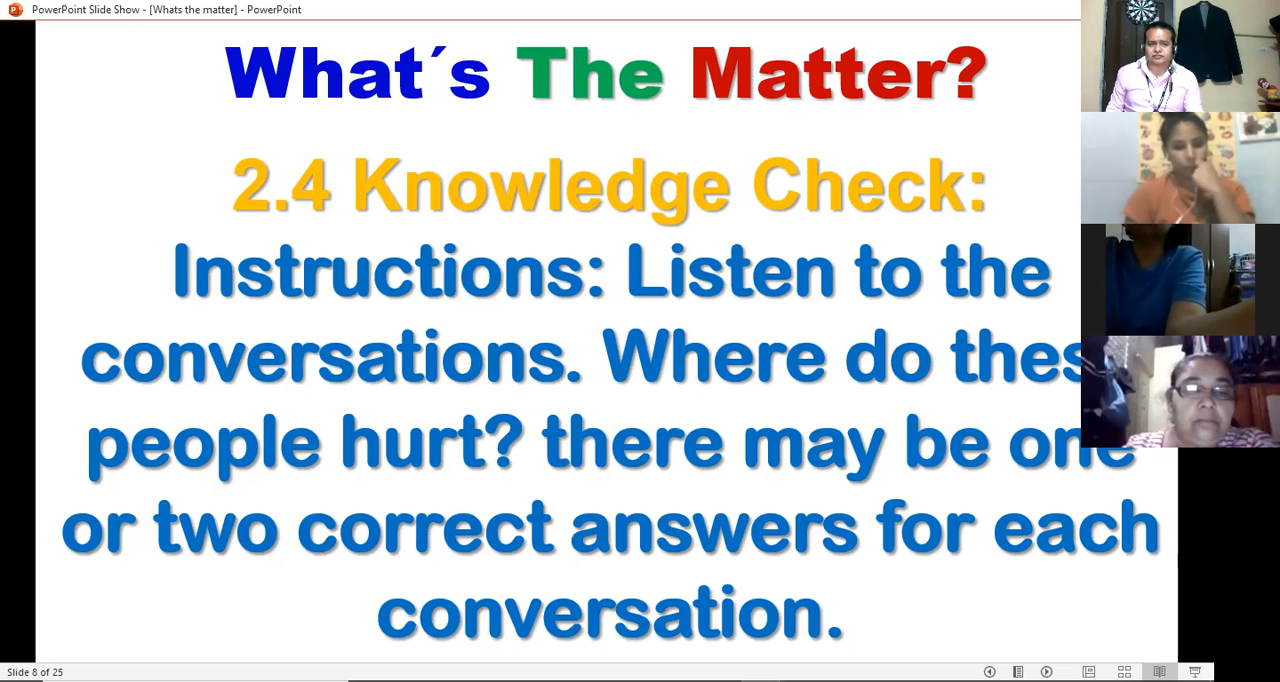 PowerPoint Slide Show - [Whats the matter] - PowerPoint
What´s The Matter?
2.4 Knowledge Check:
Instructions: Listen to the
conversations. Where do
people hurt? there may be one
or two correct answers for each
conversation.
Slide 8 of 25